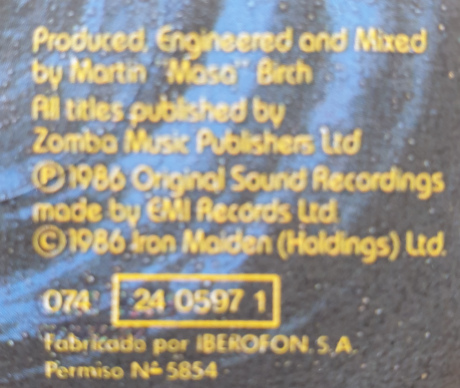 Produced, Engineered and Mixed
by Martin "Masa" Birch
All titles published by
Zomba Music Publishers Ltd
Ⓟ1986 Original Sound Recordings
made by EMI Records Ltd.
©1986 Iron Maiden (Holdings) Ltd.
074 24 0597 1
Fabricado por IBEROFON. S.A.
Permiso Nº 5854